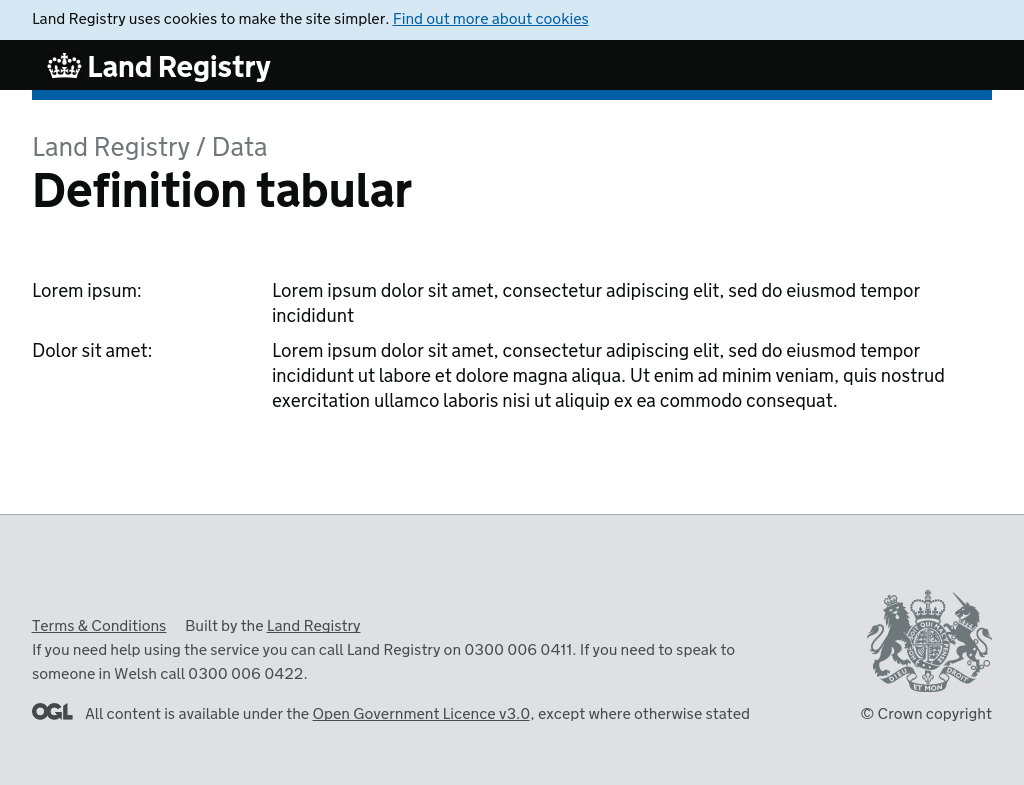 Land Registry uses cookies to make the site simpler. Find out more about cookies
Land Registry
Land Registry / Data
Definition tabular
Lorem ipsum:
Lorem ipsum dolor sit amet, consectetur adipiscing elit, sed do eiusmod tempor
incididunt
Dolor sit amet:
Lorem ipsum dolor sit amet, consectetur adipiscing elit, sed do eiusmod tempor
incididunt ut labore et dolore magna aliqua. Ut enim ad minim veniam, quis nostrud
exercitation ullamco laboris nisi ut aliquip ex ea commodo consequat.
Terms & Conditions Built by the Land Registry
If you need help using the service you can call Land Registry on 0300 006 0411. If you need to speak to
someone in Welsh call 0300 006 0422.
OGL All content is available under the Open Government Licence v3.0, except where otherwise stated
DIEU ET MON DROIT
© Crown copyright